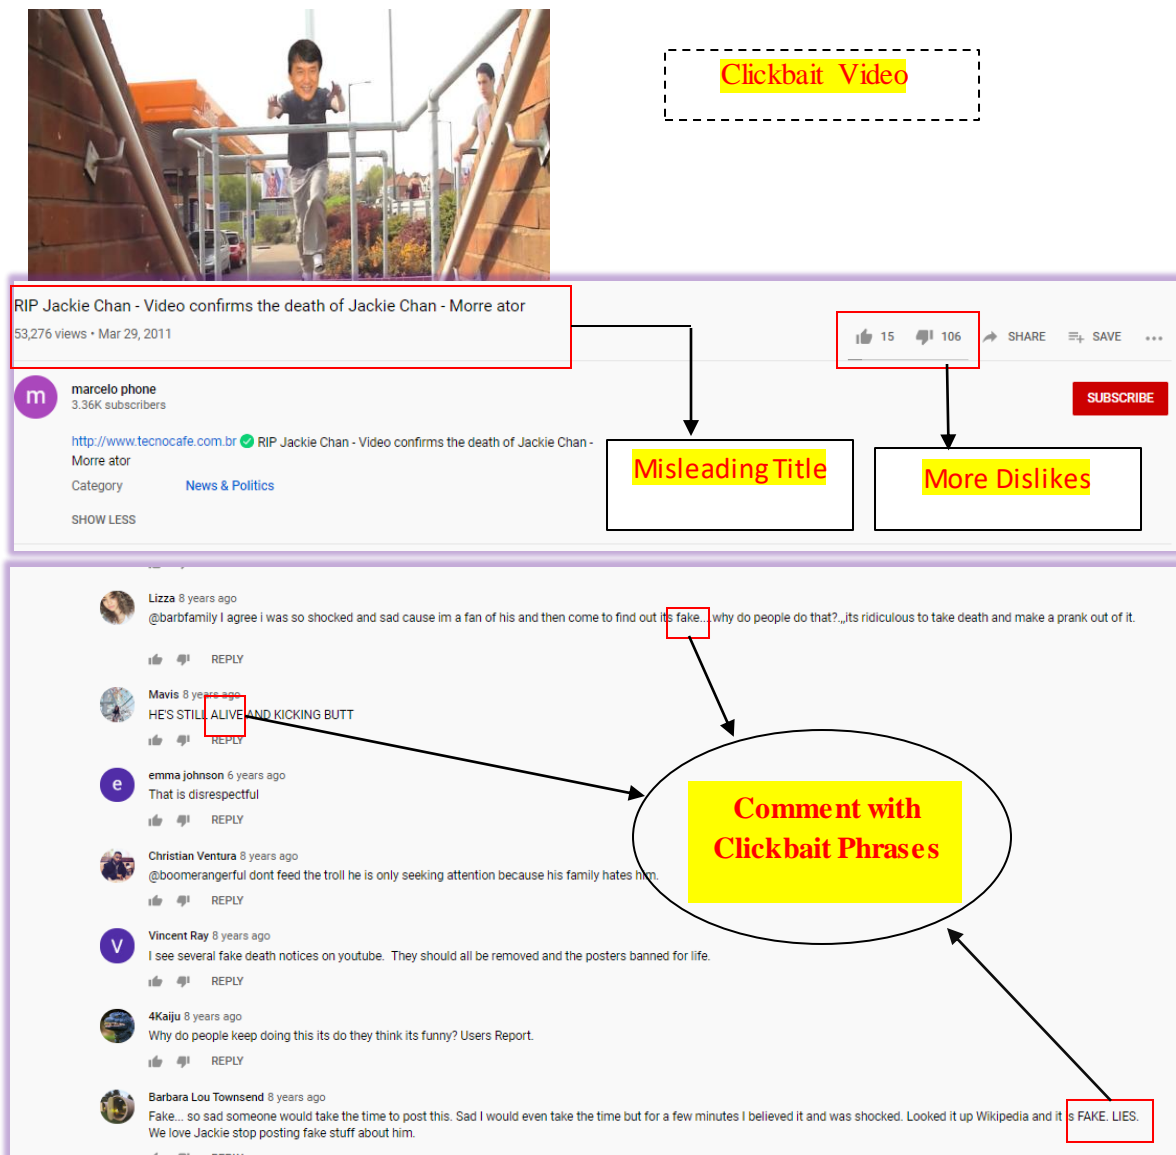 Clickbait Video
RIP Jackie Chan - Video confirms the death of Jackie Chan - Morre ator
53,276 views • Mar 29, 2011
15 106 SHARE SAVE
m
marcelo phone
3.36K subscribers
SUBSCRIBE
http://www.tecnocafe.com.br RIP Jackie Chan - Video confirms the death of Jackie Chan -
Morre ator
Category News & Politics
SHOW LESS
Misleading Title
More Dislikes
Lizza 8 years ago
@barbfamily I agree i was so shocked and sad cause im a fan of his and then come to find out its fake....why do people do that?.,,its ridiculous to take death and make a prank out of it.
REPLY
Mavis 8 years ago
HE'S STILL ALIVE AND KICKING BUTT
REPLY
e
emma johnson 6 years ago
That is disrespectful
REPLY
Comment with
Clickbait Phrases
Christian Ventura 8 years ago
@boomerangerful dont feed the troll he is only seeking attention because his family hates him.
REPLY
V
Vincent Ray 8 years ago
I see several fake death notices on youtube. They should all be removed and the posters banned for life.
REPLY
4Kaiju 8 years ago
Why do people keep doing this its do they think its funny? Users Report.
REPLY
Barbara Lou Townsend 8 years ago
Fake... so sad someone would take the time to post this. Sad I would even take the time but for a few minutes I believed it and was shocked. Looked it up Wikipedia and it is FAKE. LIES.
We love Jackie stop posting fake stuff about him.
REPLY